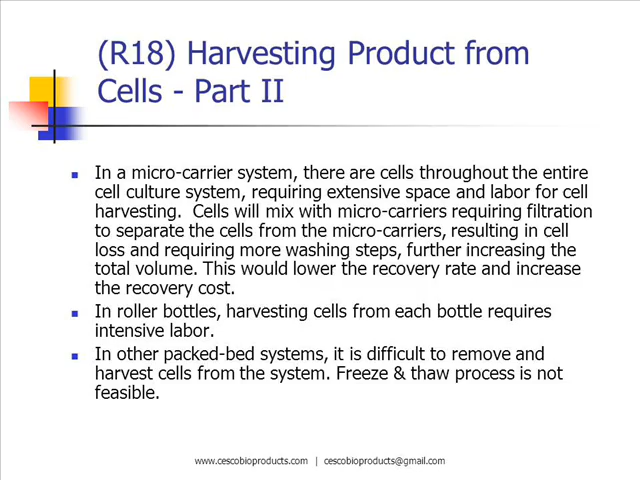 (R18) Harvesting Product from
Cells - Part II
In a micro-carrier system, there are cells throughout the entire
cell culture system, requiring extensive space and labor for cell
harvesting.  Cells will mix with micro-carriers requiring filtration
to separate the cells from the micro-carriers, resulting in cell
loss and requiring more washing steps, further increasing the
total volume. This would lower the recovery rate and increase
the recovery cost.
In roller bottles, harvesting cells from each bottle requires
intensive labor.
In other packed-bed systems, it is difficult to remove and
harvest cells from the system. Freeze & thaw process is not
feasible.
www.cescobioproducts.com | cescobioproducts@gmail.com